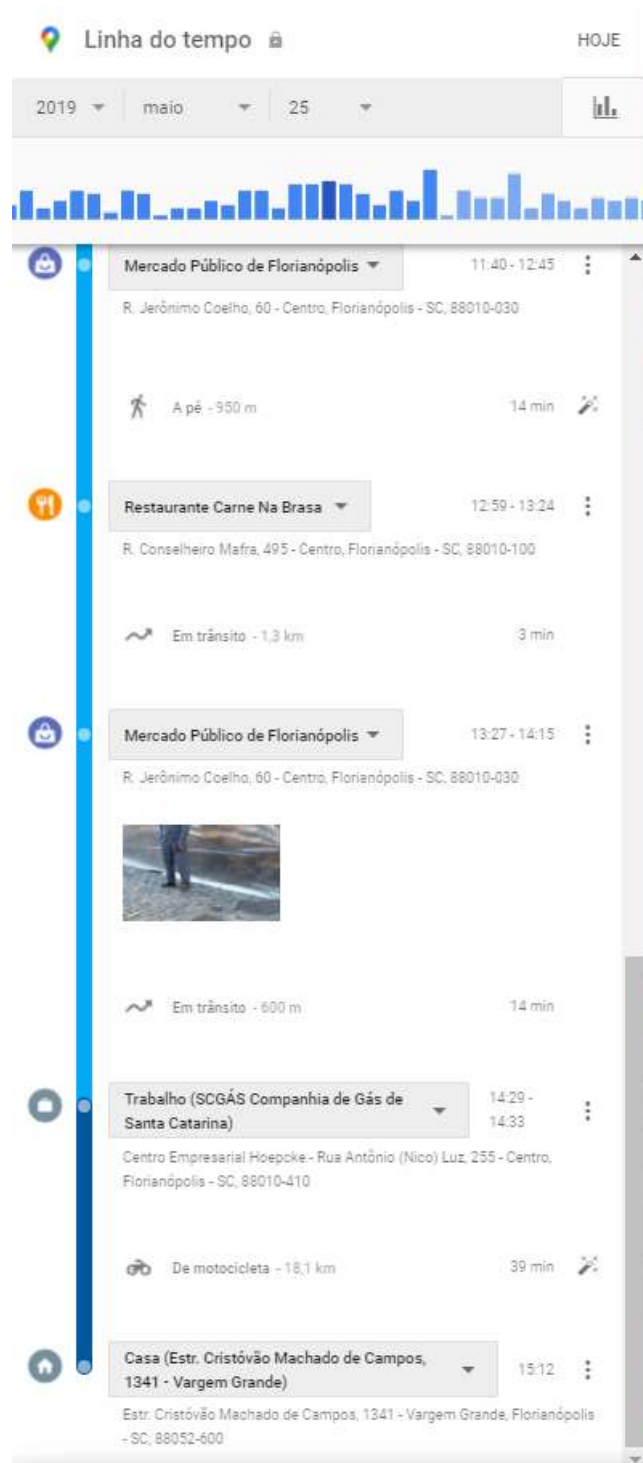 Linha do tempo
HOJE
2019 maio 25
Mercado Público de Florianópolis 11:40 - 12:45
R. Jerônimo Coelho, 60 - Centro, Florianópolis - SC, 88010-030
A pé - 950 m 14 min
Restaurante Carne Na Brasa 12:59 - 13:24
R. Conselheiro Mafra, 495 - Centro, Florianópolis - SC, 88010-100
Em trânsito - 1,3 km 3 min
Mercado Público de Florianópolis 13:27 - 14:15
R. Jerônimo Coelho, 60 - Centro, Florianópolis - SC, 88010-030
Em trânsito - 600 m 14 min
Trabalho (SCGÁS Companhia de Gás de 14:29 -
Santa Catarina) 14:33
Centro Empresarial Hoepcke - Rua Antônio (Nico) Luz, 255 - Centro,
Florianópolis - SC, 88010-410
De motocicleta - 18,1 km 39 min
Casa (Estr. Cristóvão Machado de Campos,
1341 - Vargem Grande) 15:12
Estr. Cristóvão Machado de Campos, 1341 - Vargem Grande, Florianópolis
- SC, 88052-600